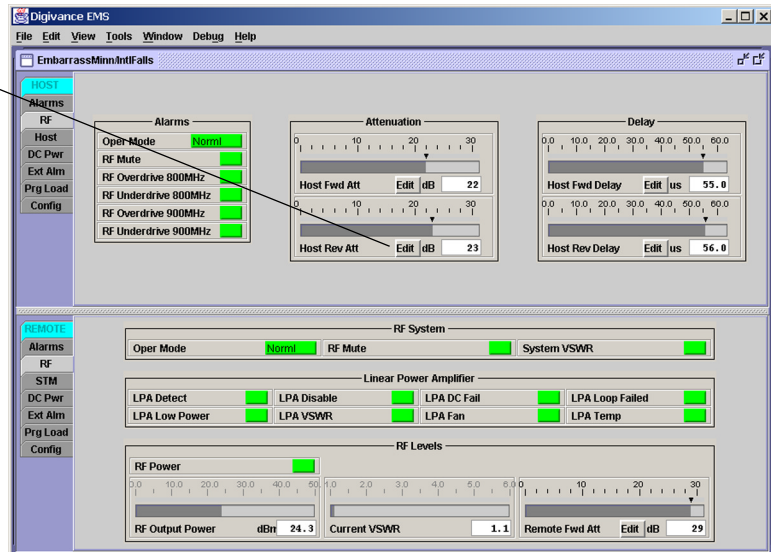 Digivance EMS
File Edit View Tools Window Debug Help
EmbarrassMinn/IntlFalls
HOST
Alarms
RF
Host
DC Pwr
Ext Alm
Prg Load
Config
Alarms
Oper Mode Norml
RF Mute
RF Overdrive 800MHz
RF Underdrive 800MHz
RF Overdrive 900MHz
RF Underdrive 900MHz
Attenuation
0 10 20 30
Host Fwd Att Edit dB 22
0 10 20 30
Host Rev Att Edit dB 23
Delay
0.0 10.0 20.0 30.0 40.0 50.0 60.0
Host Fwd Delay Edit us 55.0
0.0 10.0 20.0 30.0 40.0 50.0 60.0
Host Rev Delay Edit us 56.0
REMOTE
Alarms
RF
STM
DC Pwr
Ext Alm
Prg Load
Config
RF System
Oper Mode Norml RF Mute System VSWR
Linear Power Amplifier
LPA Detect LPA Disable LPA DC Fail LPA Loop Failed
LPA Low Power LPA VSWR LPA Fan LPA Temp
RF Levels
RF Power
0.0 10.0 20.0 30.0 40.0 50. 1.0 2.0 3.0 4.0 5.0 6.0 0 10 20 30
RF Output Power dBm 24.3 Current VSWR 1.1 Remote Fwd Att Edit dB 29